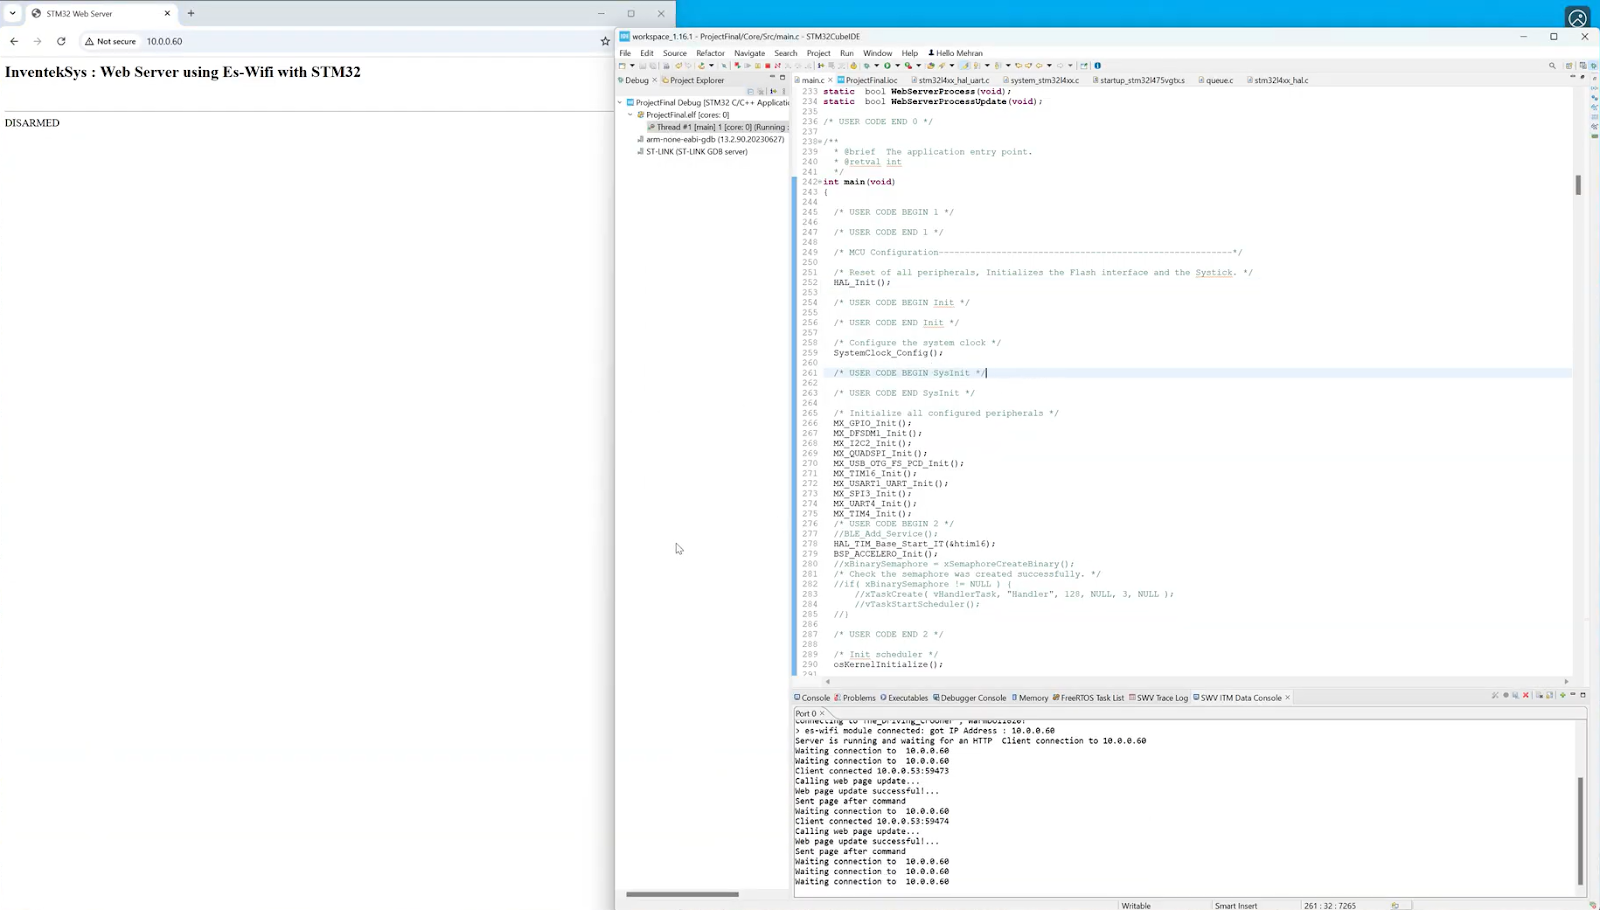 STM32 Web Server
Not secure 10.0.0.60
InventekSys : Web Server using Es-Wifi with STM32
DISARMED
workspace_1.16.1 - ProjectFinal/Core/Src/main.c - STM32CubeIDE
File Edit Source Refactor Navigate Search Project Run Window Help Hello Mehran
Debug Project Explorer
ProjectFinal Debug [STM32 C/C++ Applicatio
ProjectFinal.elf [cores: 0]
Thread #1 [main] 1 [core: 0] (Running :
arm-none-eabi-gdb (13.2.90.20230627)
ST-LINK (ST-LINK GDB server)
main.c ProjectFinal.ioc stm32l4xx_hal_uart.c system_stm32l4xx.c startup_stm32l475vgtx.s queue.c stm32l4xx_hal.c
233 static bool WebServerProcess(void);
234 static bool WebServerProcessUpdate(void);
235
236 /* USER CODE END 0 */
237
238 /**
239 * @brief The application entry point.
240 * @retval int
241 */
242 int main(void)
243 {
244
245 /* USER CODE BEGIN 1 */
246
247 /* USER CODE END 1 */
248
249 /* MCU Configuration--------------------------------------------------------*/
250
251 /* Reset of all peripherals, Initializes the Flash interface and the Systick. */
252 HAL_Init();
253
254 /* USER CODE BEGIN Init */
255
256 /* USER CODE END Init */
257
258 /* Configure the system clock */
259 SystemClock_Config();
260
261 /* USER CODE BEGIN SysInit */
262
263 /* USER CODE END SysInit */
264
265 /* Initialize all configured peripherals */
266 MX_GPIO_Init();
267 MX_DFSDM1_Init();
268 MX_I2C2_Init();
269 MX_QUADSPI_Init();
270 MX_USB_OTG_FS_PCD_Init();
271 MX_TIM16_Init();
272 MX_USART1_UART_Init();
273 MX_SPI3_Init();
274 MX_UART4_Init();
275 MX_TIM4_Init();
276 /* USER CODE BEGIN 2 */
277 //BLE_Add_Service();
278 HAL_TIM_Base_Start_IT(&htim16);
279 BSP_ACCELERO_Init();
280 //xBinarySemaphore = xSemaphoreCreateBinary();
281 /* Check the semaphore was created successfully. */
282 //if( xBinarySemaphore != NULL ) {
283 //xTaskCreate( vHandlerTask, "Handler", 128, NULL, 3, NULL );
284 //vTaskStartScheduler();
285 //}
286
287 /* USER CODE END 2 */
288
289 /* Init scheduler */
290 osKernelInitialize();
291
Console Problems Executables Debugger Console Memory FreeRTOS Task List SWV Trace Log SWV ITM Data Console
Port 0
> es-wifi module connected: got IP Address : 10.0.0.60
Server is running and waiting for an HTTP Client connection to 10.0.0.60
Waiting connection to 10.0.0.60
Waiting connection to 10.0.0.60
Client connected 10.0.0.53:59473
Calling web page update...
Web page update successful!...
Sent page after command
Waiting connection to 10.0.0.60
Client connected 10.0.0.53:59474
Calling web page update...
Web page update successful!...
Sent page after command
Waiting connection to 10.0.0.60
Waiting connection to 10.0.0.60
Waiting connection to 10.0.0.60
Writable Smart Insert 261 : 32 : 7265